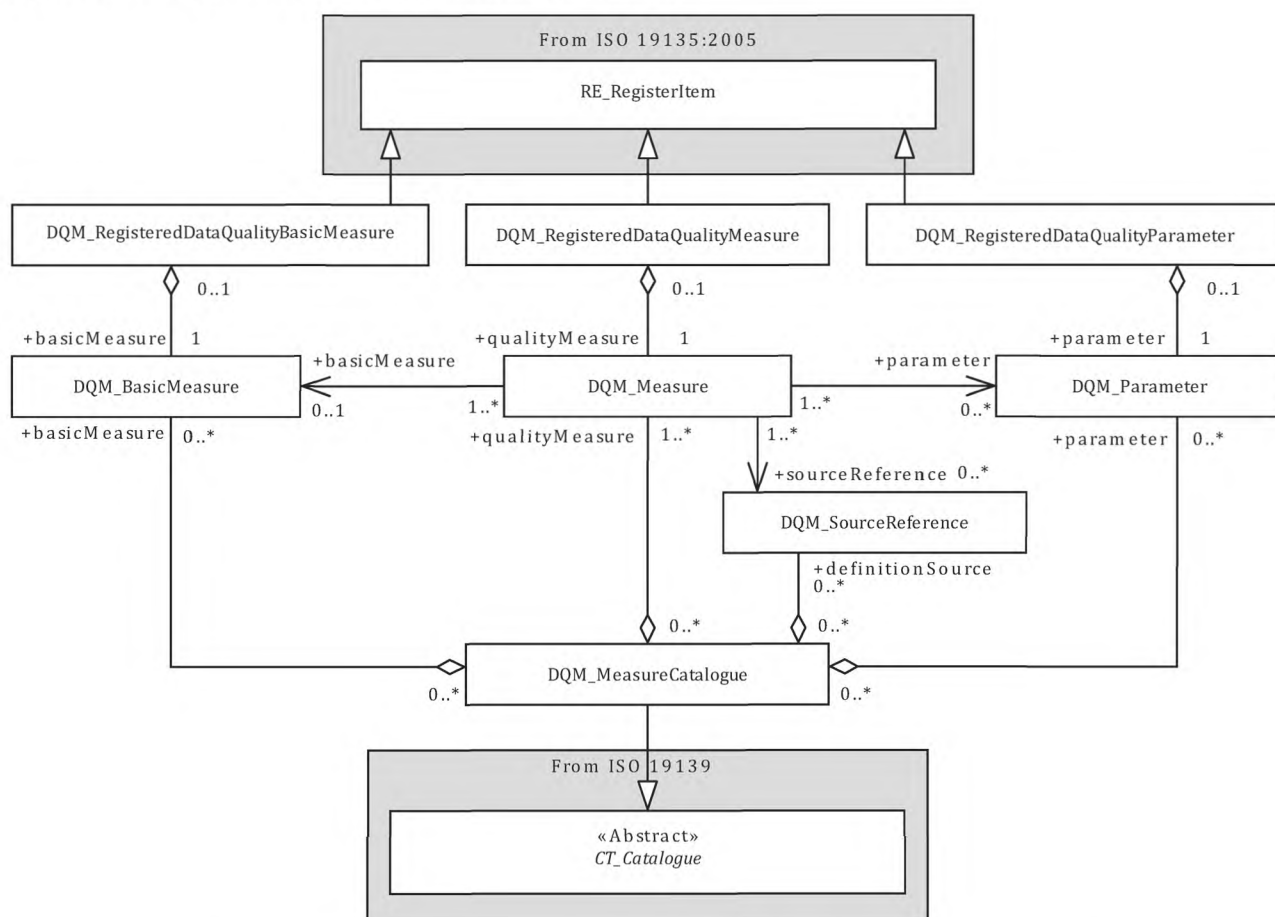 From ISO 19135:2005
RE_RegisterItem
DQM_RegisteredDataQualityBasicMeasure
DQM_RegisteredDataQualityMeasure
DQM_RegisteredDataQualityParameter
0..1
0..1
0..1
+basicMeasure 1
+qualityMeasure 1
+parameter 1
+basicMeasure
+parameter
DQM_BasicMeasure
DQM_Measure
DQM_Parameter
0..1
1..*
1..*
0..*
+basicMeasure 0..*
+qualityMeasure 1..*
1..*
+parameter 0..*
+sourceReference 0..*
DQM_SourceReference
+definitionSource
0..*
0..*
0..*
DQM_MeasureCatalogue
0..*
0..*
From ISO 19139
«Abstract»
CT_Catalogue